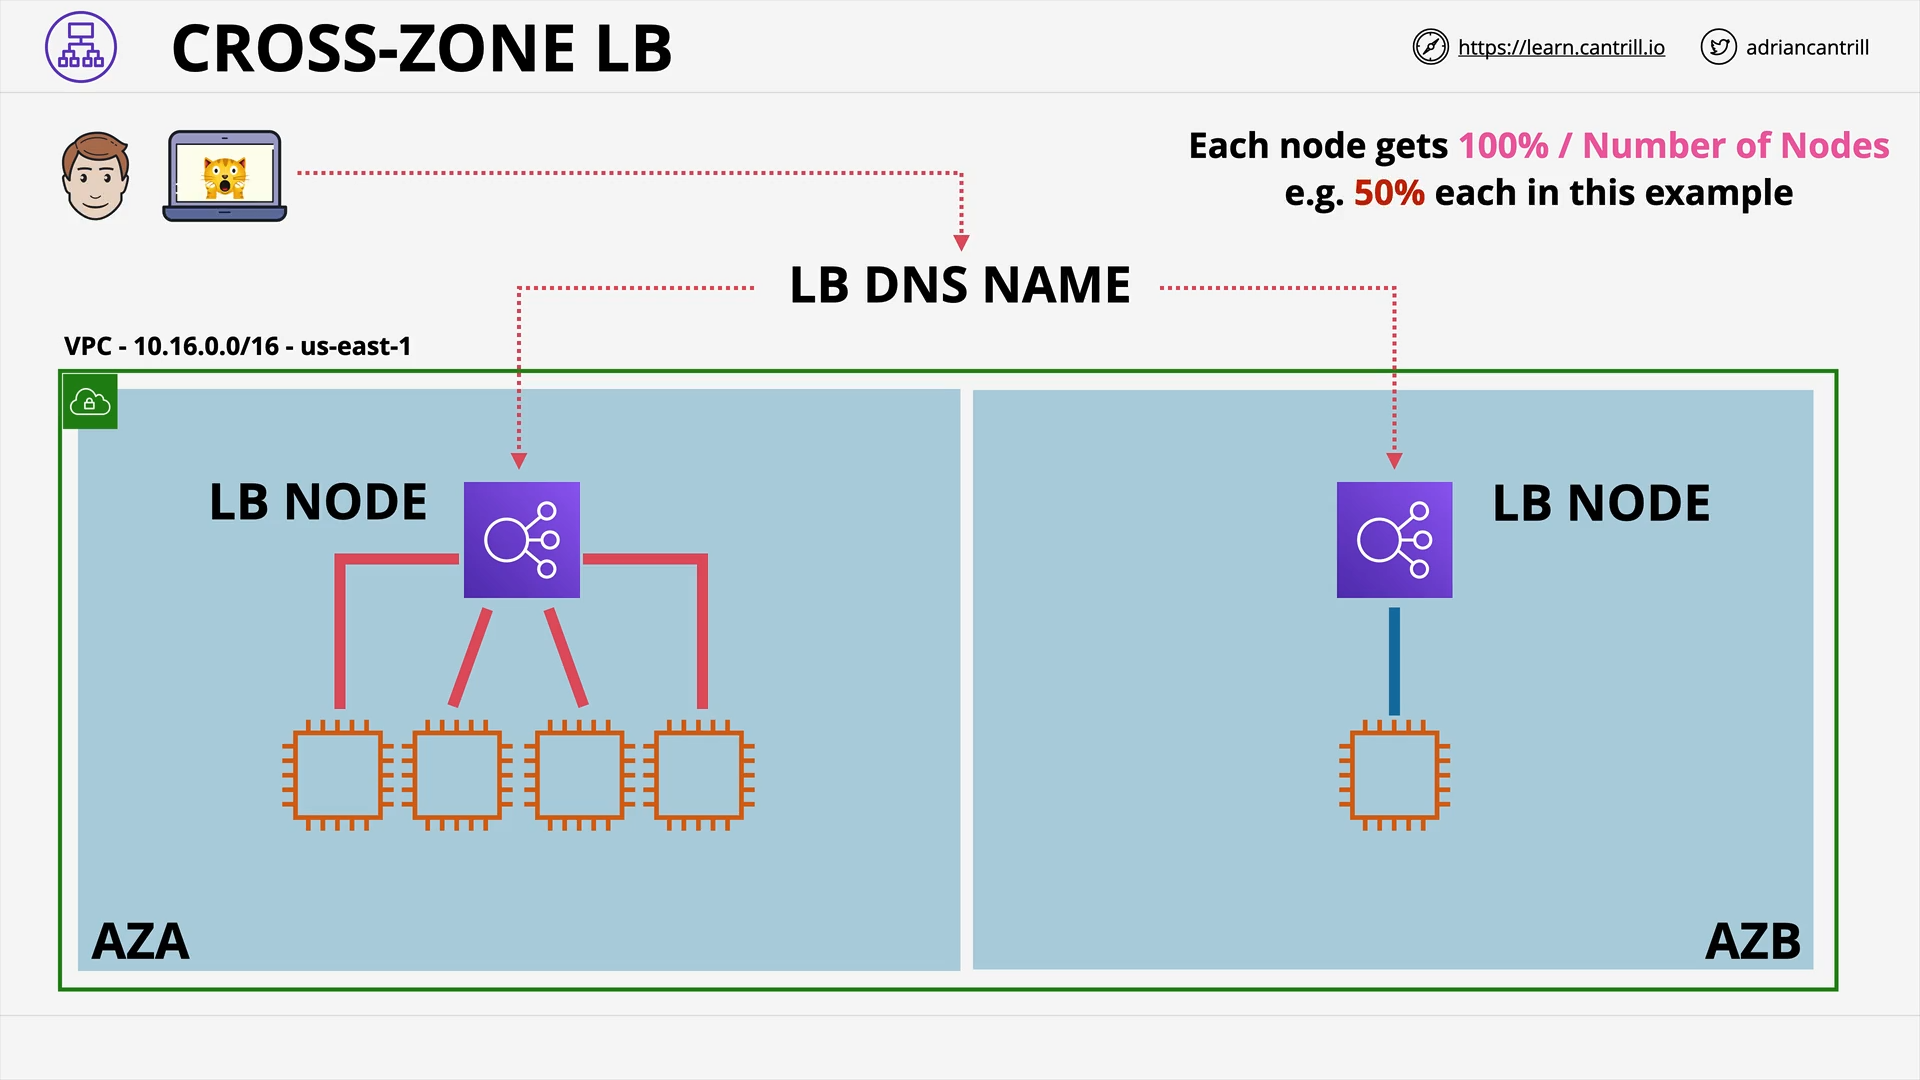 CROSS-ZONE LB
https://learn.cantrill.io
adriancantrill
Each node gets 100% / Number of Nodes
e.g. 50% each in this example
LB DNS NAME
VPC - 10.16.0.0/16 - us-east-1
LB NODE
LB NODE
AZA
AZB